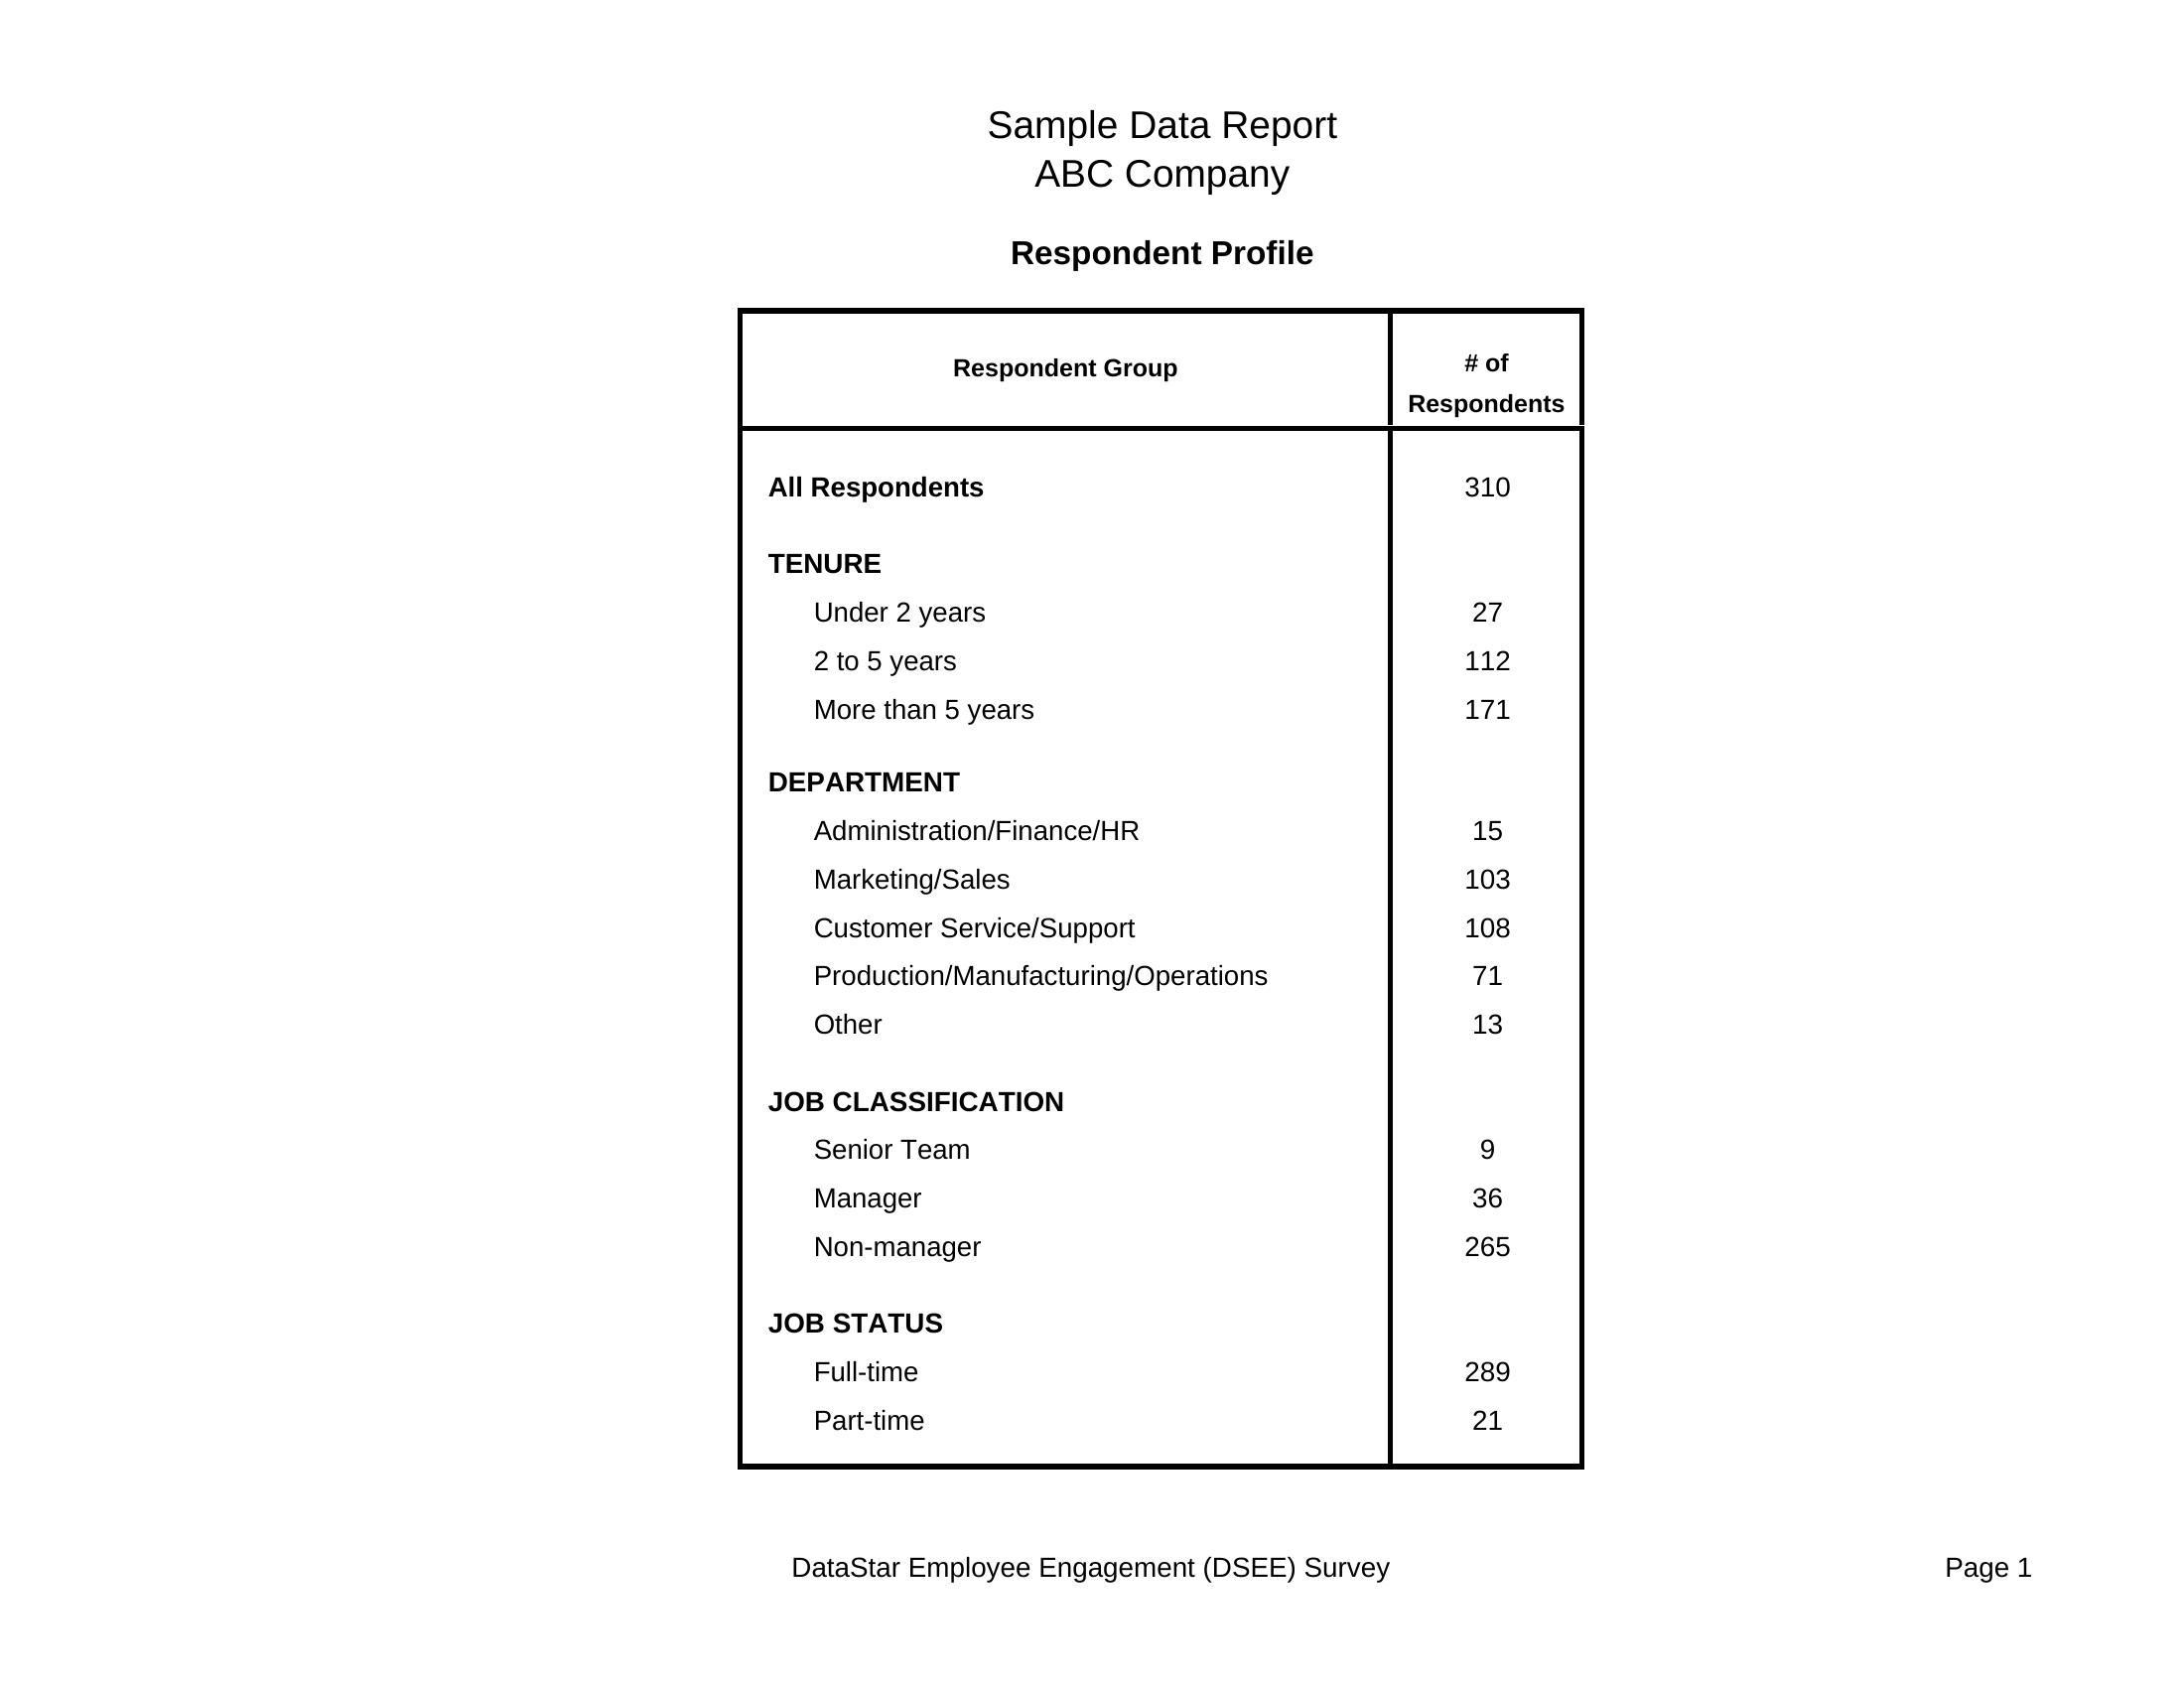 Sample Data Report
ABC Company
Respondent Profile
Respondent Group
# of
Respondents
All Respondents 310
TENURE
Under 2 years 27
2 to 5 years 112
More than 5 years 171
DEPARTMENT
Administration/Finance/HR 15
Marketing/Sales 103
Customer Service/Support 108
Production/Manufacturing/Operations 71
Other 13
JOB CLASSIFICATION
Senior Team 9
Manager 36
Non-manager 265
JOB STATUS
Full-time 289
Part-time 21
DataStar Employee Engagement (DSEE) Survey Page 1